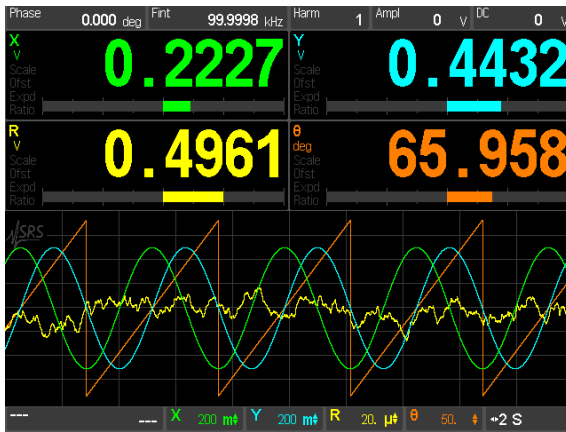 Phase 0.000 deg Fint 99.9998 kHz Harm 1 Ampl 0 V DC 0 V
X
V
0.2227
Scale
Ofst
Expd
Ratio
Y
V
0.4432
Scale
Ofst
Expd
Ratio
R
V
0.4961
Scale
Ofst
Expd
Ratio
θ
deg
65.958
Scale
Ofst
Expd
Ratio
SRS
--- --- X 200 m Y 200 m R 20. µ θ 50. 2 S